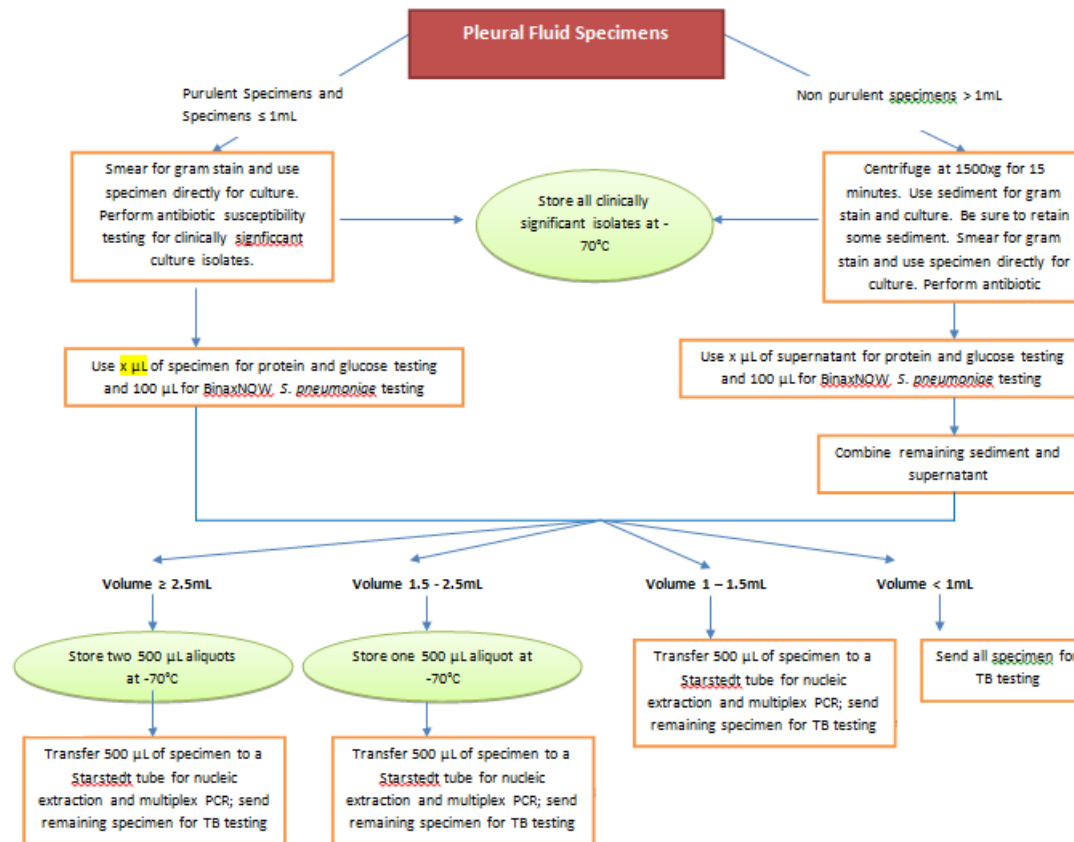 Pleural Fluid Specimens
Purulent Specimens and
Specimens ≤ 1mL
Non purulent specimens > 1mL
Smear for gram stain and use
specimen directly for culture.
Perform antibiotic susceptibility
testing for clinically signficcant
culture isolates.
Store all clinically
significant isolates at -
70°C
Centrifuge at 1500xg for 15
minutes. Use sediment for gram
stain and culture. Be sure to retain
some sediment. Smear for gram
stain and use specimen directly for
culture. Perform antibiotic
Use x µL of specimen for protein and glucose testing
and 100 µL for BinaxNOW S. pneumoniae testing
Use x µL of supernatant for protein and glucose testing
and 100 µL for BinaxNOW S. pneumoniae testing
Combine remaining sediment and
supernatant
Volume ≥ 2.5mL
Volume 1.5 - 2.5mL
Volume 1 – 1.5mL
Volume < 1mL
Store two 500 µL aliquots
at -70°C
Store one 500 µL aliquot at
-70°C
Transfer 500 µL of specimen to a
Starstedt tube for nucleic
extraction and multiplex PCR; send
remaining specimen for TB testing
Send all specimen for
TB testing
Transfer 500 µL of specimen to a
Starstedt tube for nucleic
extraction and multiplex PCR; send
remaining specimen for TB testing
Transfer 500 µL of specimen to a
Starstedt tube for nucleic
extraction and multiplex PCR; send
remaining specimen for TB testing